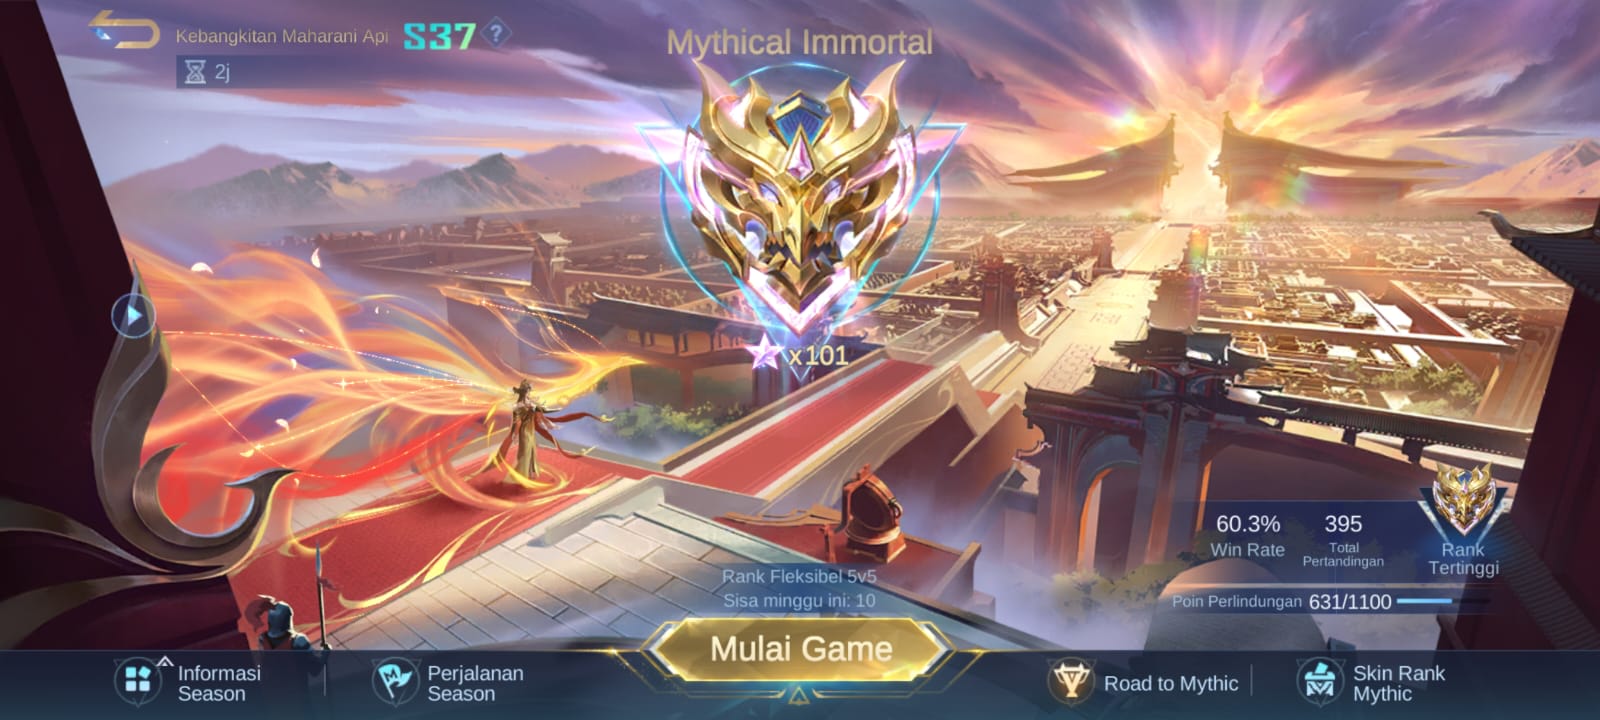 Kebangkitan Maharani Api S37 ?
2j
Mythical Immortal
x101
60.3%
Win Rate
395
Total
Pertandingan
Rank
Tertinggi
Poin Perlindungan 631/1100
Rank Fleksibel 5v5
Sisa minggu ini: 10
Mulai Game
Informasi
Season
Perjalanan
Season
Road to Mythic
Skin Rank
Mythic